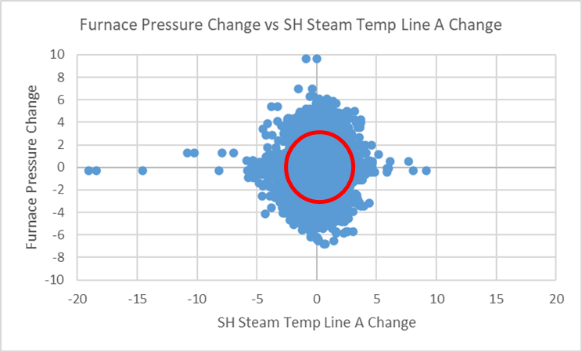 Furnace Pressure Change vs SH Steam Temp Line A Change
10
8
6
4
2
0
-2
-4
-6
-8
-10
-20 -15 -10 -5 0 5 10 15 20
Furnace Pressure Change
SH Steam Temp Line A Change